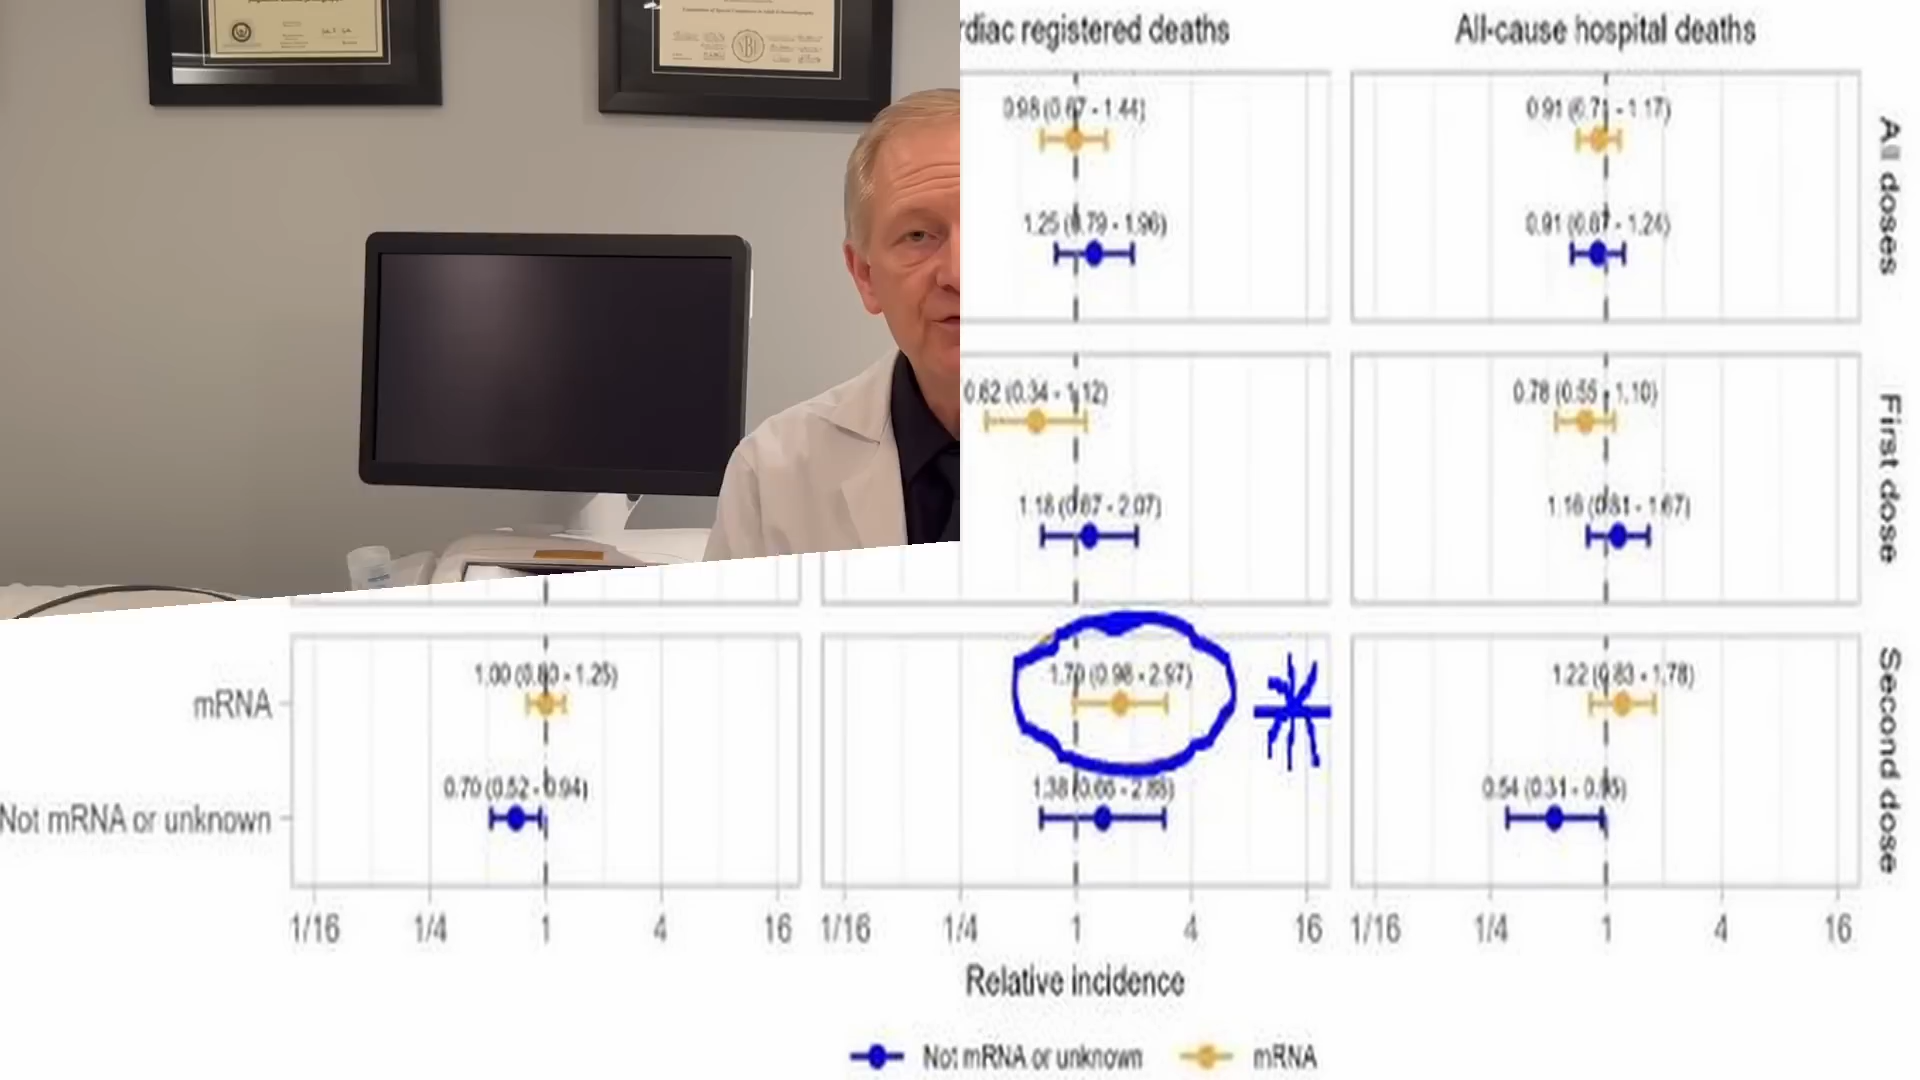 rdiac registered deaths
All-cause hospital deaths
0.98 (0.67 - 1.44)
0.91 (0.71 - 1.17)
1.25 (0.79 - 1.96)
0.91 (0.67 - 1.24)
All doses
0.62 (0.34 - 1.12)
0.78 (0.55 - 1.10)
1.18 (0.67 - 2.07)
1.16 (0.81 - 1.67)
First dose
mRNA
1.00 (0.80 - 1.25)
1.70 (0.98 - 2.97)
1.22 (0.83 - 1.78)
Not mRNA or unknown
0.70 (0.52 - 0.94)
1.38 (0.66 - 2.88)
0.54 (0.31 - 0.95)
Second dose
1/16 1/4 1 4 16 1/16 1/4 1 4 16 1/16 1/4 1 4 16
Relative incidence
Not mRNA or unknown mRNA